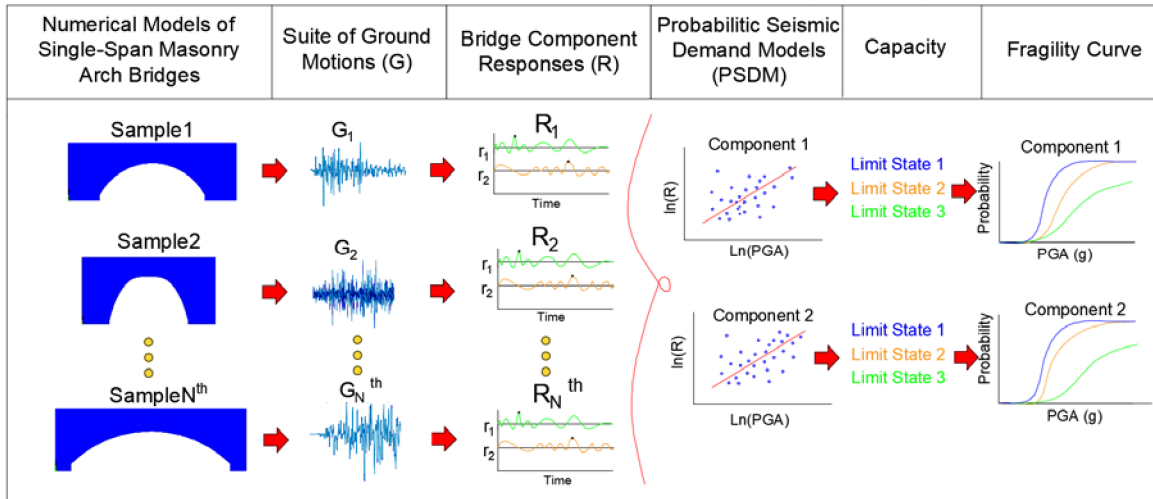 Numerical Models of
Single-Span Masonry
Arch Bridges
Suite of Ground
Motions (G)
Bridge Component
Responses (R)
Probabilitic Seismic
Demand Models
(PSDM)
Capacity
Fragility Curve
Sample1
G1
R1
r1
r2
Time
Sample2
G2
R2
r1
r2
Time
SampleNth
GN th
RN th
r1
r2
Time
Component 1
ln(R)
Ln(PGA)
Limit State 1
Limit State 2
Limit State 3
Component 1
Probability
PGA (g)
Component 2
ln(R)
Ln(PGA)
Limit State 1
Limit State 2
Limit State 3
Component 2
Probability
PGA (g)